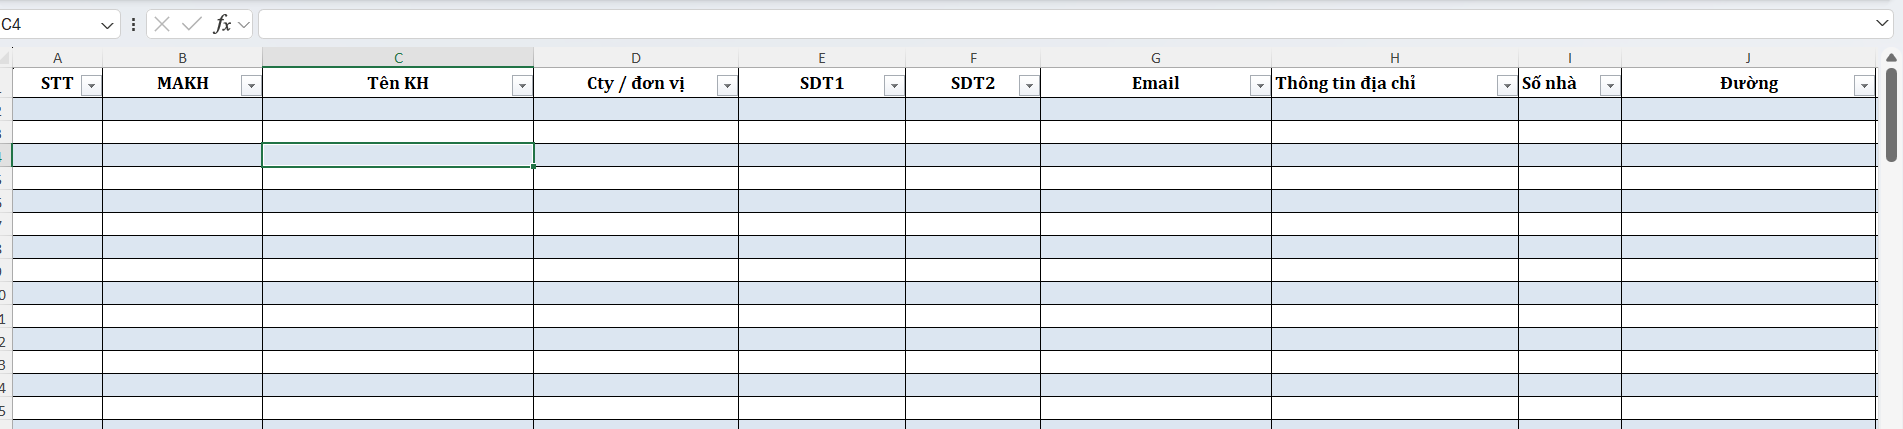 C4 fx
A B C D E F G H I J
STT MAKH Tên KH Cty / đơn vị SDT1 SDT2 Email Thông tin địa chỉ Số nhà Đường